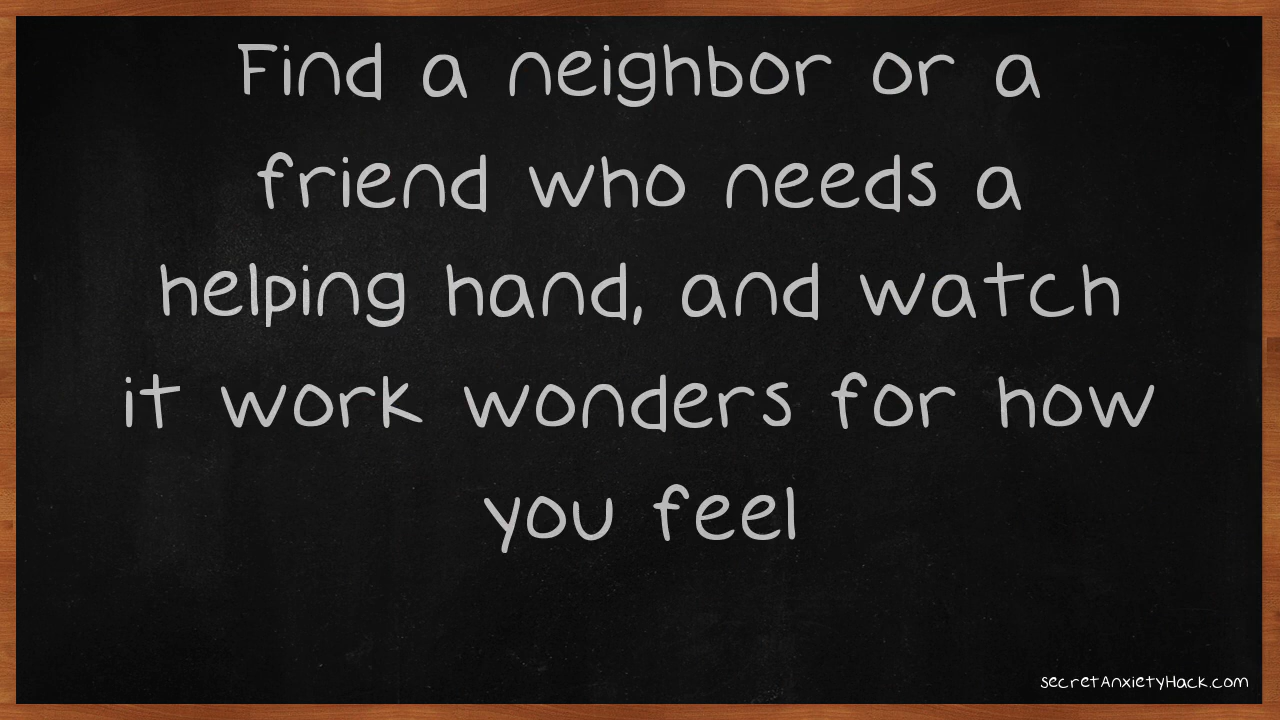 Find a neighbor or a
friend who needs a
helping hand, and watch
it work wonders for how
you feel
secretAnxietyHack.com